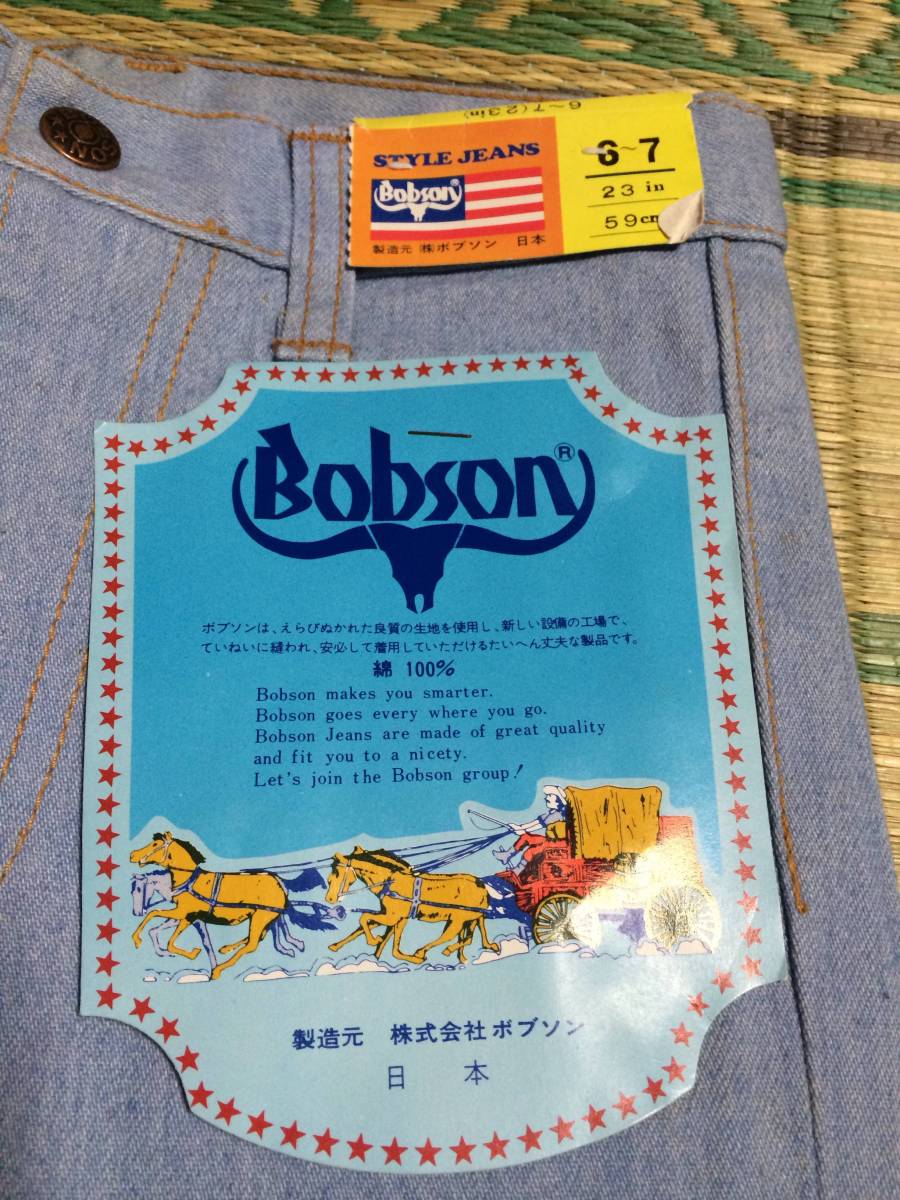 6~7(23in)
STYLE JEANS
Bobson®
製造元 ㈱ボブソン 日本
6~7
23 in
59cm
Bobson®
ボブソンは、えらびぬかれた良質の生地を使用し、新しい設備の工場で、
ていねいに縫われ、安心して着用していただけるたいへん丈夫な製品です。
綿 100%
Bobson makes you smarter.
Bobson goes every where you go.
Bobson Jeans are made of great quality
and fit you to a nicety.
Let's join the Bobson group!
製造元 株式会社ボブソン
日 本